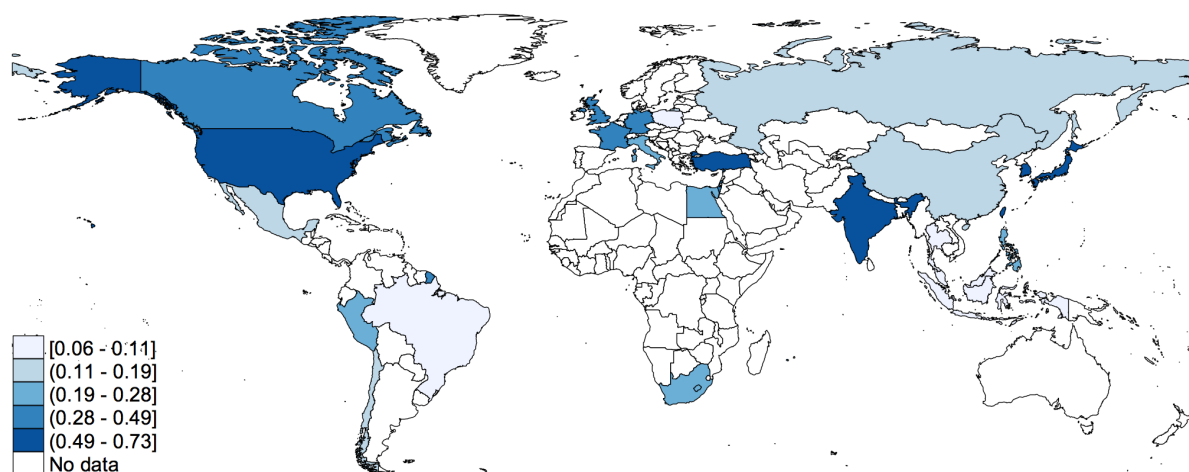 [0.06 - 0.11]
(0.11 - 0.19]
(0.19 - 0.28]
(0.28 - 0.49]
(0.49 - 0.73]
No data